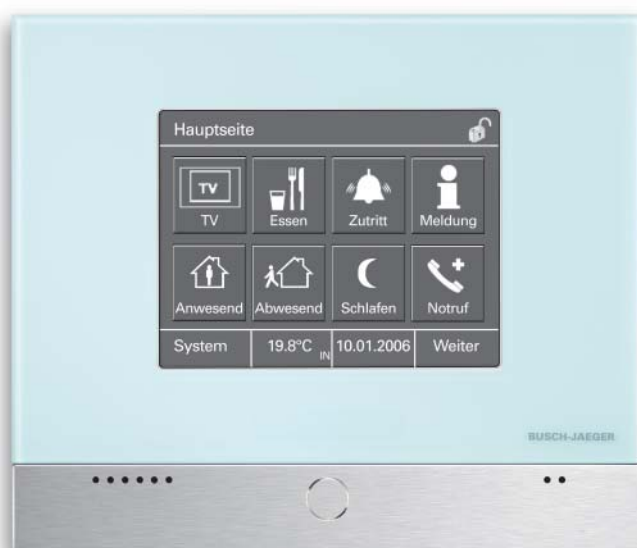 Hauptseite
TV
TV Essen Zutritt Meldung
Anwesend Abwesend Schlafen Notruf
System 19.8°C IN 10.01.2006 Weiter
BUSCH-JAEGER